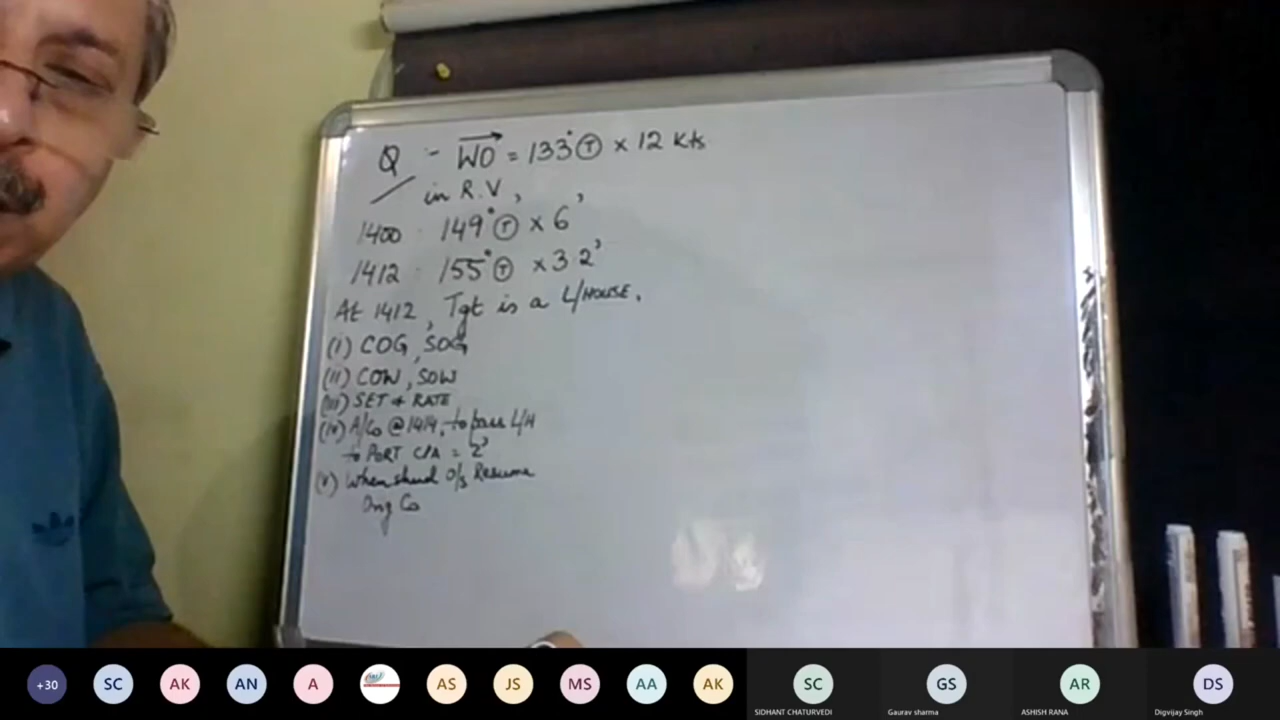 Q :- WO = 133° T × 12 Kts
in R.V,
1400 : 149° T × 6'
1412 : 155° T × 3.2'
At 1412, Tgt is a L/HOUSE.
(i) COG, SOG
(ii) COW, SOW
(iii) SET & RATE
(iv) A/Co @ 1414, to pass L/H
to PORT CPA = 2'
(v) When shud O/S Resume
Org Co
+30 SC AK AN A AS JS MS AA AK SC GS AR DS
SIDHANT CHATURVEDI Gaurav sharma ASHISH RANA Digvijay Singh